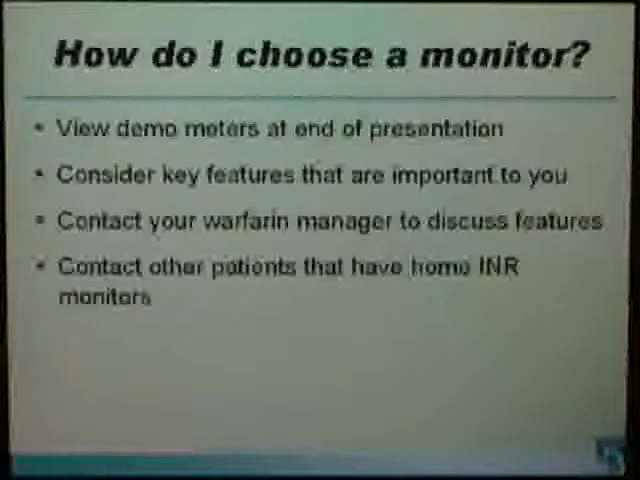 How do I choose a monitor?
• View demo meters at end of presentation
• Consider key features that are important to you
• Contact your warfarin manager to discuss features
• Contact other patients that have home INR
monitors